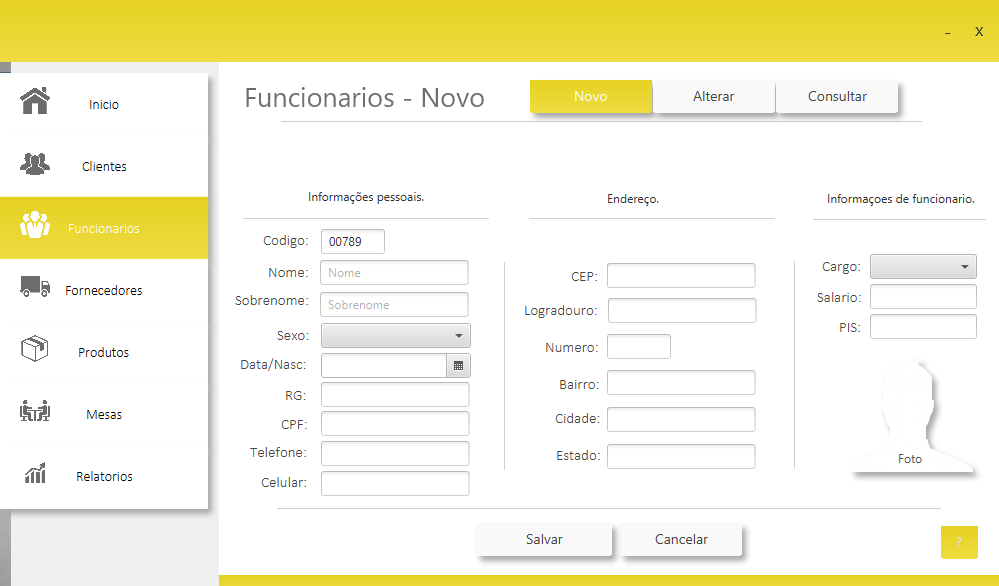 - X
Inicio
Clientes
Funcionarios
Fornecedores
Produtos
Mesas
Relatorios
Funcionarios - Novo
Novo
Alterar
Consultar
Informações pessoais.
Codigo: 00789
Nome: Nome
Sobrenome: Sobrenome
Sexo:
Data/Nasc:
RG:
CPF:
Telefone:
Celular:
Endereço.
CEP:
Logradouro:
Numero:
Bairro:
Cidade:
Estado:
Informaçoes de funcionario.
Cargo:
Salario:
PIS:
Foto
Salvar
Cancelar
?